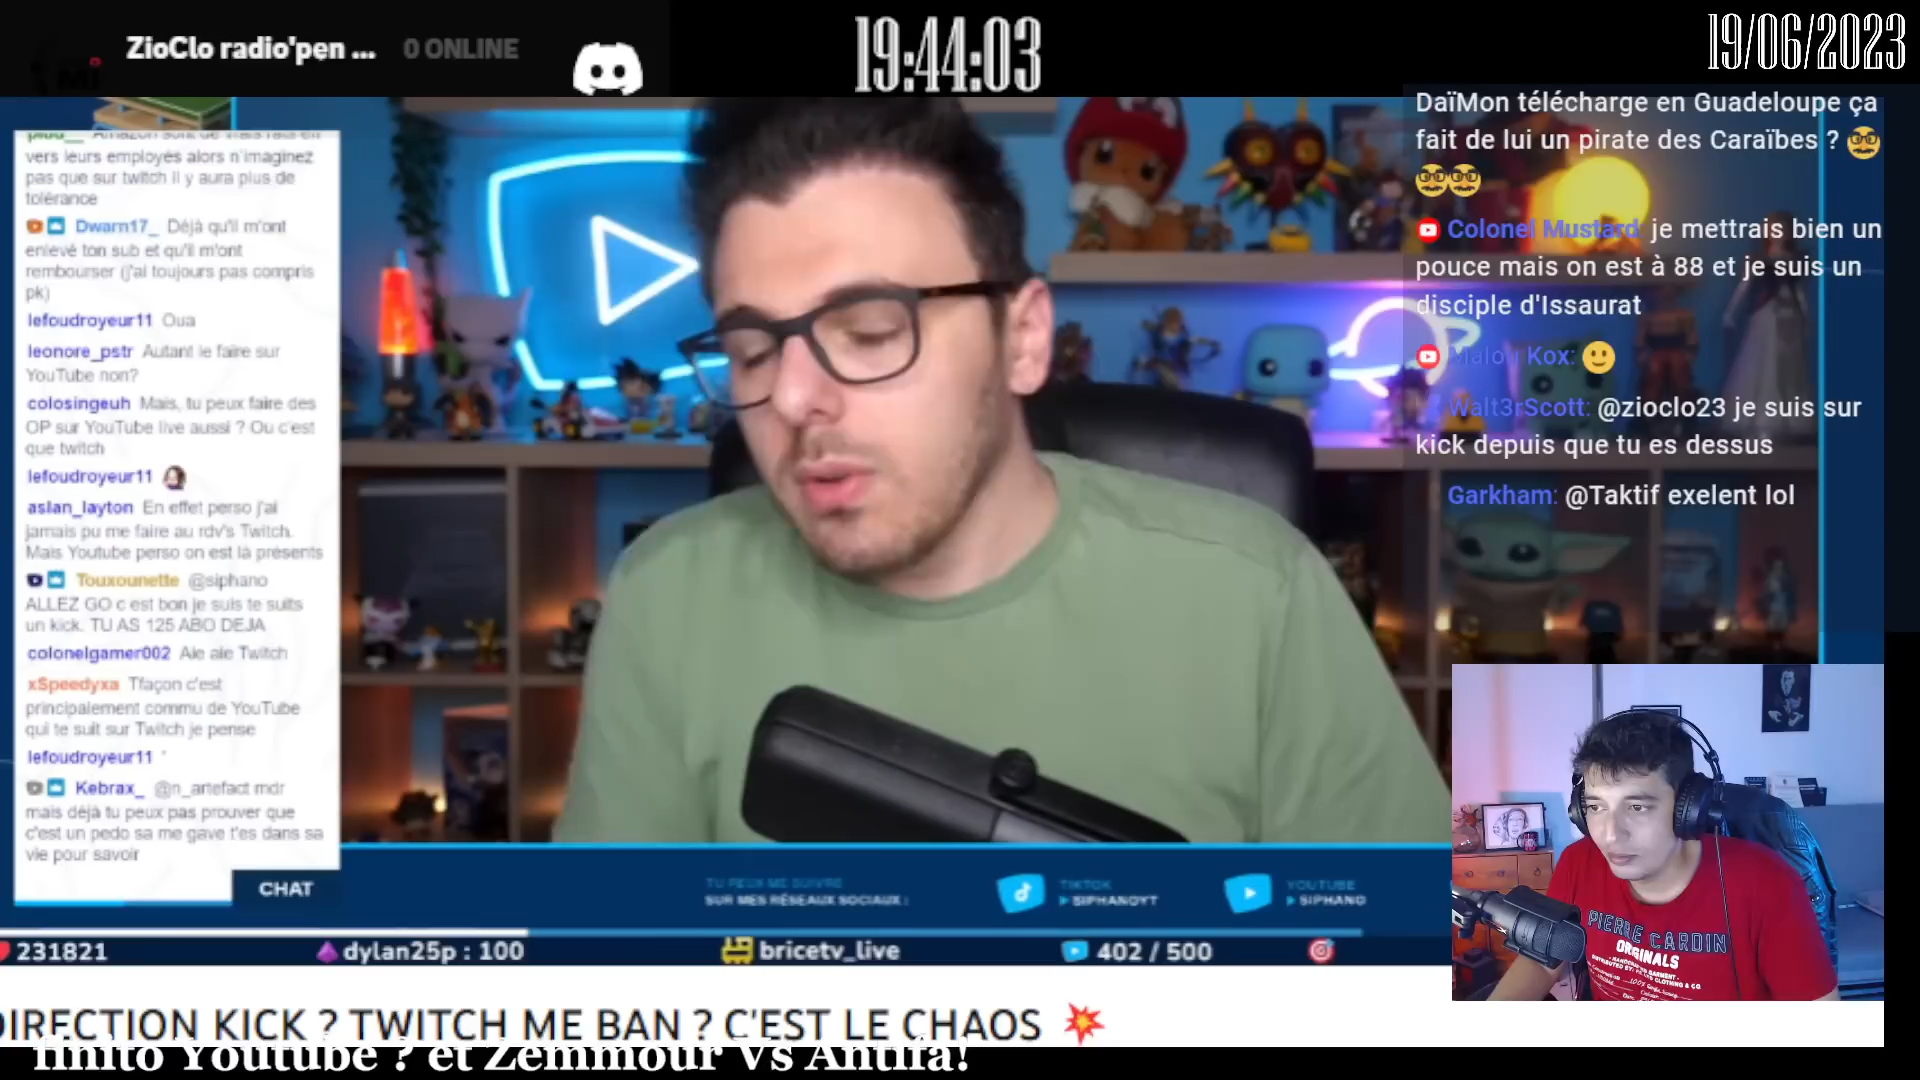 ZioClo radio'pen ...
0 ONLINE
19:44:03
19/06/2023
vers leurs employés alors n'imaginez
pas que sur twitch il y aura plus de
tolérance
Dwarn17_ Déjà qu'il m'ont
enlevé ton sub et qu'il m'ont
rembourser (j'ai toujours pas compris
pk)
lefoudroyeur11 Oua
leonore_pstr Autant le faire sur
YouTube non?
colosingeuh Mais, tu peux faire des
OP sur YouTube live aussi ? Ou c'est
que twitch
lefoudroyeur11
aslan_layton En effet perso j'ai
jamais pu me faire au rdv's Twitch.
Mais Youtube perso on est là présents
Touxounette @siphano
ALLEZ GO c est bon je suis te suits
un kick. TU AS 125 ABO DEJA
colonelgamer002 Aie aie Twitch
xSpeedyxa Tfaçon c'est
principalement commu de YouTube
qui te suit sur Twitch je pense
lefoudroyeur11
Kebrax_ @n_artefact mdr
mais déjà tu peux pas prouver que
c'est un pedo sa me gave t'es dans sa
vie pour savoir
CHAT
DaïMon télécharge en Guadeloupe ça
fait de lui un pirate des Caraïbes ?
Colonel Mustard: je mettrais bien un
pouce mais on est à 88 et je suis un
disciple d'Issaurat
Malou Kox:
Walt3rScott: @zioclo23 je suis sur
kick depuis que tu es dessus
Garkham: @Taktif exelent lol
TU PEUX ME SUIVRE
SUR MES RÉSEAUX SOCIAUX :
TIKTOK
SIPHANOYT
YOUTUBE
SIPHANO
231821
dylan25p : 100
bricetv_live
402 / 500
PIERRE CARDIN
ORIGINALS
DIRECTION KICK ? TWITCH ME BAN ? C'EST LE CHAOS
finito Youtube ? et Zemmour Vs Antifa!